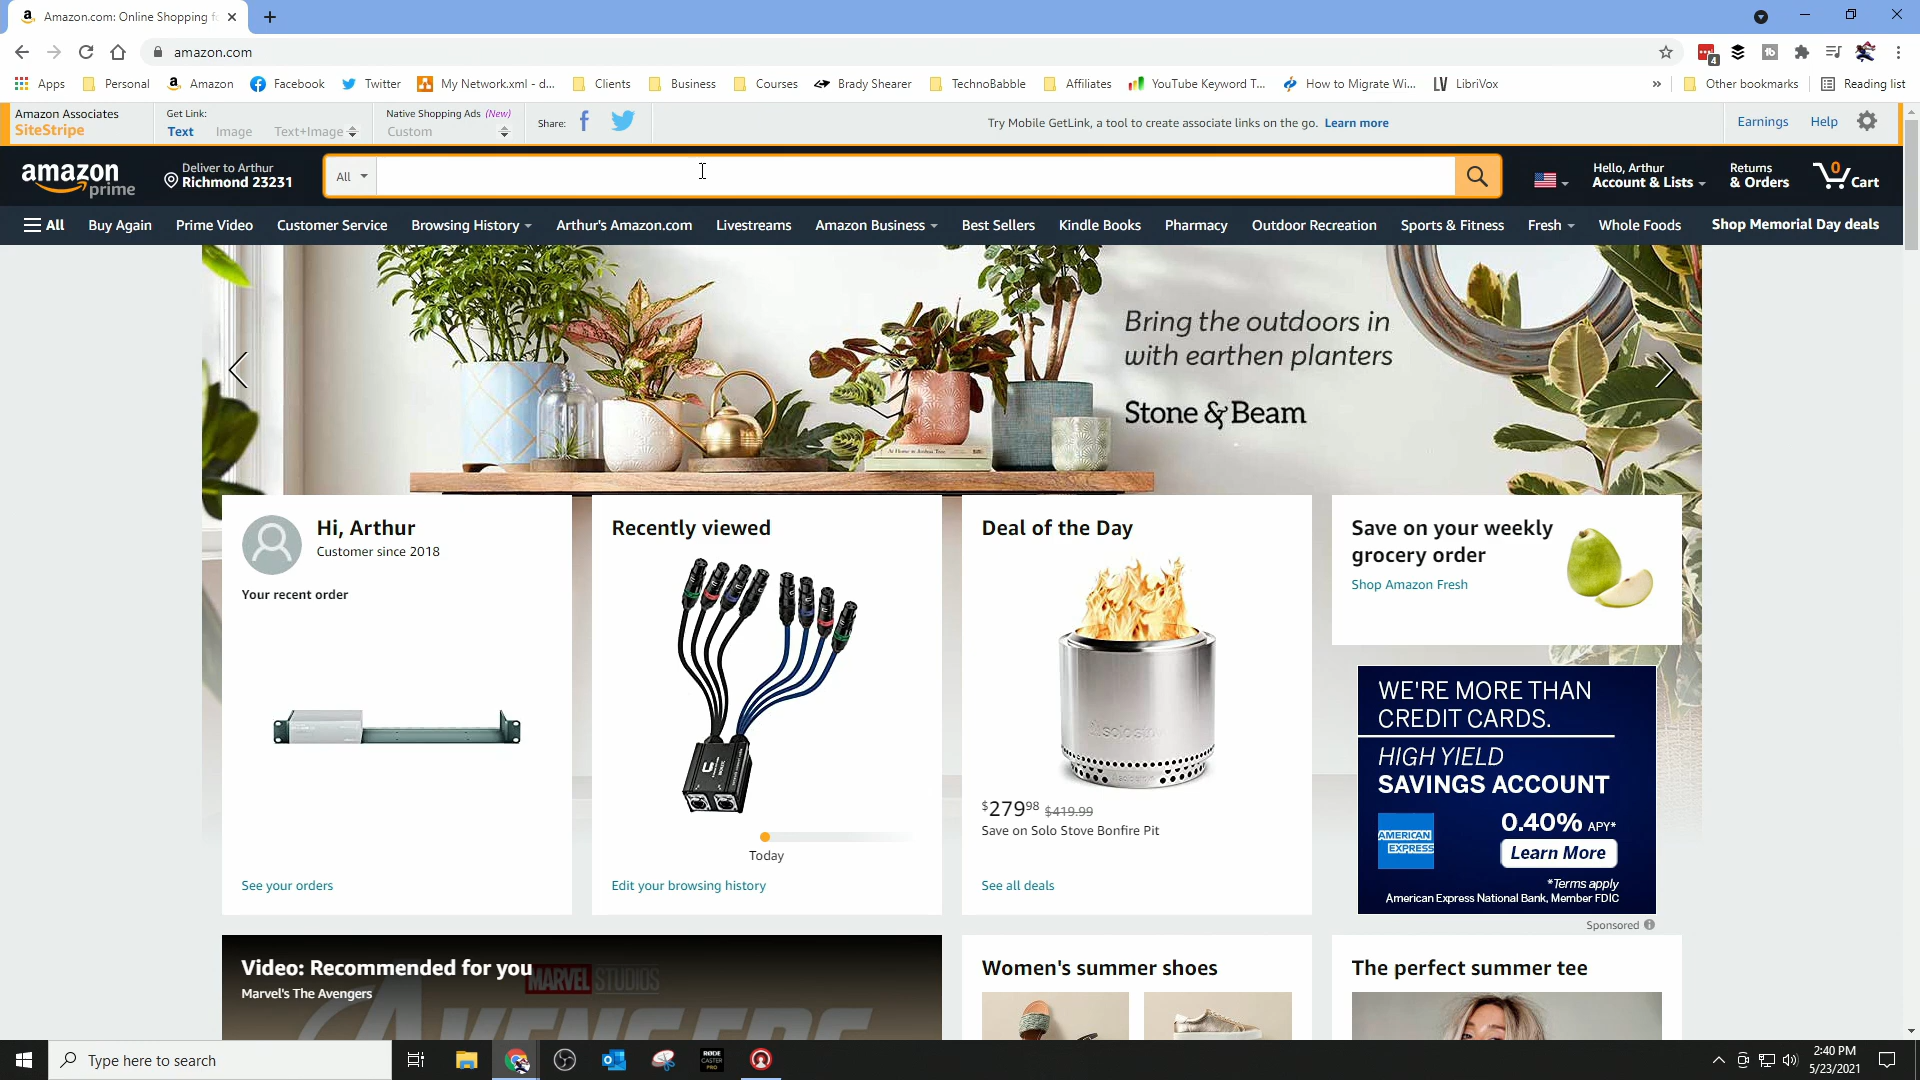 Amazon.com: Online Shopping f
amazon.com
4
Apps
Personal
Amazon
Facebook
Twitter
My Network.xml - d...
Clients
Business
Courses
Brady Shearer
TechnoBabble
Affiliates
YouTube Keyword T...
How to Migrate Wi...
LV LibriVox
Other bookmarks
Reading list
Amazon Associates
SiteStripe
Get Link:
Text Image Text+Image
Native Shopping Ads (New)
Custom
Share:
Try Mobile GetLink, a tool to create associate links on the go. Learn more
Earnings
Help
amazon
prime
Deliver to Arthur
Richmond 23231
All
Hello, Arthur
Account & Lists
Returns
& Orders
0
Cart
All
Buy Again
Prime Video
Customer Service
Browsing History
Arthur's Amazon.com
Livestreams
Amazon Business
Best Sellers
Kindle Books
Pharmacy
Outdoor Recreation
Sports & Fitness
Fresh
Whole Foods
Shop Memorial Day deals
Bring the outdoors in
with earthen planters
Stone & Beam
Hi, Arthur
Customer since 2018
Your recent order
See your orders
Recently viewed
Today
Edit your browsing history
Deal of the Day
solo stove
$279⁹⁸ $419.99
Save on Solo Stove Bonfire Pit
See all deals
Save on your weekly
grocery order
Shop Amazon Fresh
WE'RE MORE THAN
CREDIT CARDS.
HIGH YIELD
SAVINGS ACCOUNT
AMERICAN
EXPRESS
0.40% APY*
Learn More
*Terms apply
American Express National Bank, Member FDIC
Sponsored
Video: Recommended for you
Marvel's The Avengers
MARVEL STUDIOS
AVENGERS
Women's summer shoes
The perfect summer tee
Type here to search
RØDE
CASTER
PRO
2:40 PM
5/23/2021